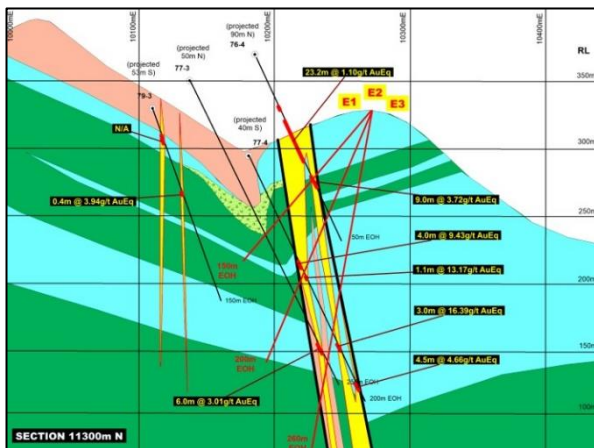 10000mE
10100mE
10200mE
10300mE
10400mE
RL
(projected
90m N)
76-4
(projected
50m N)
77-3
(projected
53m S)
79-3
(projected
40m S)
77-4
23.2m @ 1.10g/t AuEq
E1
E2
E3
350m
300m
250m
200m
150m
100m
N/A
0.4m @ 3.94g/t AuEq
9.0m @ 3.72g/t AuEq
4.0m @ 9.43g/t AuEq
50m EOH
1.1m @ 13.17g/t AuEq
150m
EOH
150m EOH
3.0m @ 16.39g/t AuEq
200m
EOH
4.5m @ 4.66g/t AuEq
200m EOH
6.0m @ 3.01g/t AuEq
260m
EOH
SECTION 11300m N